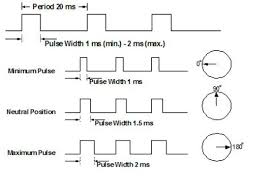 Period 20 ms
Pulse Width 1 ms (min.) - 2 ms (max.)
Minimum Pulse
Pulse Width 1 ms
0°
Neutral Position
Pulse Width 1.5 ms
90°
Maximum Pulse
Pulse Width 2 ms
180°